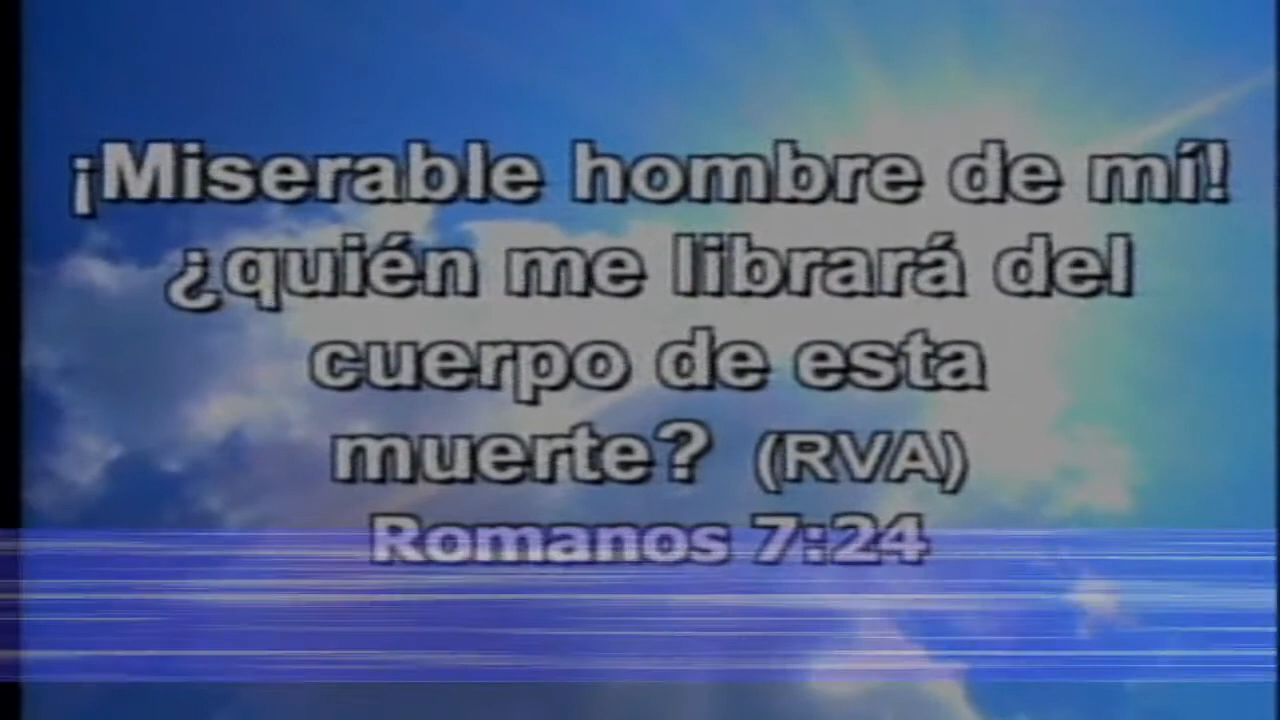 ¡Miserable hombre de mí!
¿quién me librará del
cuerpo de esta
muerte? (RVA)
Romanos 7:24